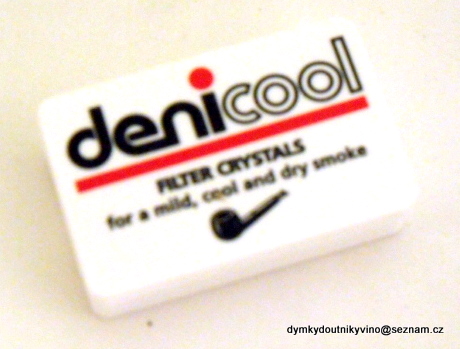 denicool
FILTER CRYSTALS
for a mild, cool and dry smoke
dymkydoutnikyvino@seznam.cz